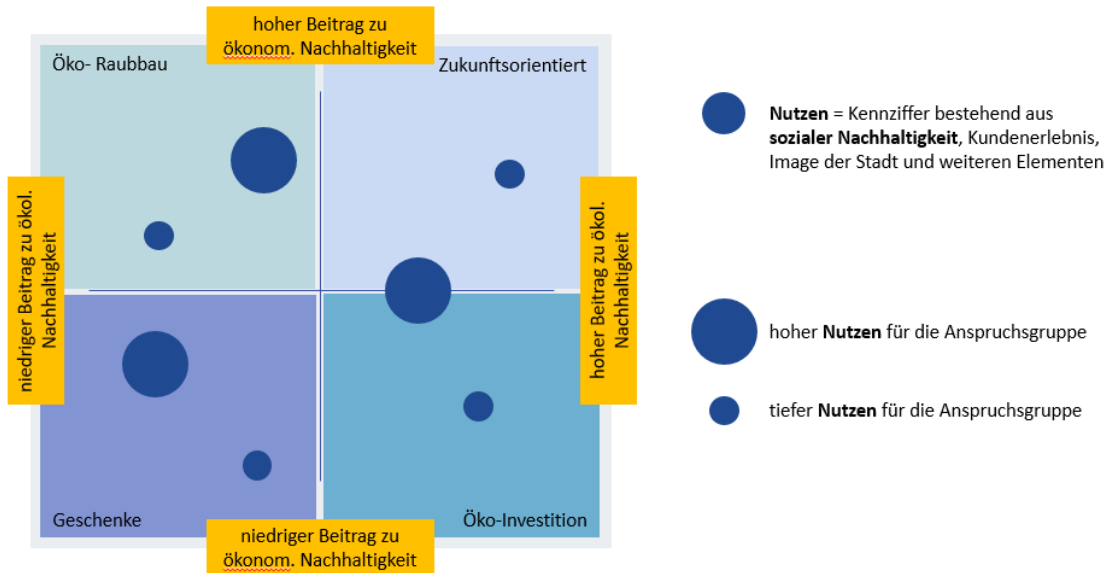 hoher Beitrag zu
ökonom. Nachhaltigkeit
Öko- Raubbau
Zukunftsorientiert
niedriger Beitrag zu ökol.
Nachhaltigkeit
hoher Beitrag zu ökol.
Nachhaltigkeit
Geschenke
Öko-Investition
niedriger Beitrag zu
ökonom. Nachhaltigkeit
Nutzen = Kennziffer bestehend aus
sozialer Nachhaltigkeit, Kundenerlebnis,
Image der Stadt und weiteren Elementen
hoher Nutzen für die Anspruchsgruppe
tiefer Nutzen für die Anspruchsgruppe